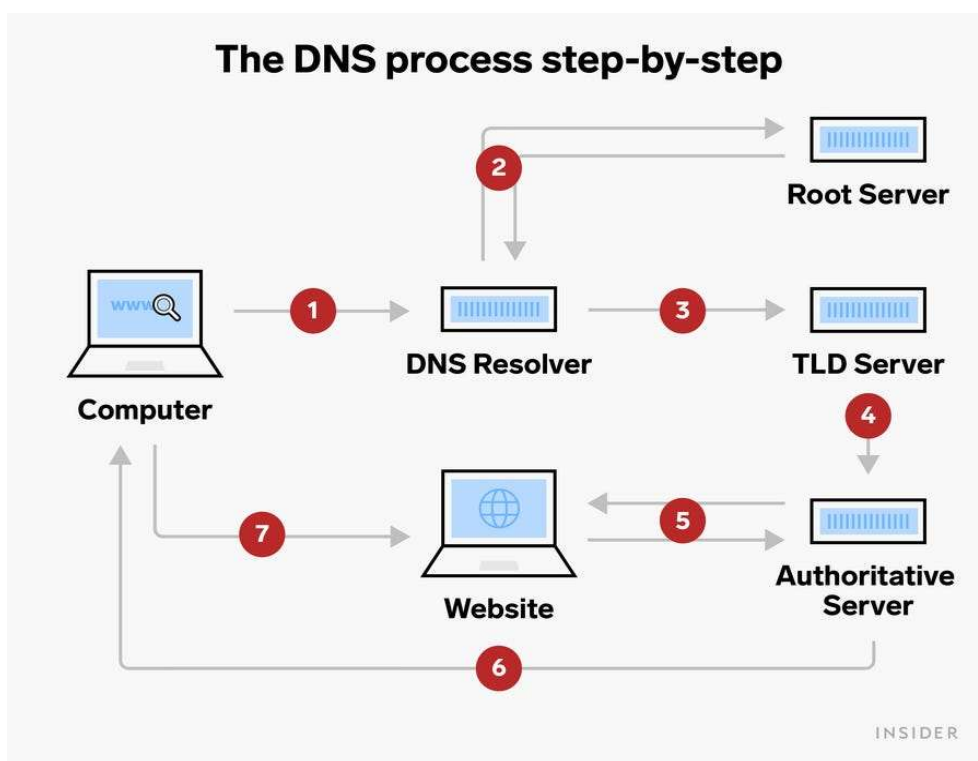 The DNS process step-by-step
2
Root Server
www
1
3
DNS Resolver
TLD Server
Computer
4
5
7
Authoritative
Server
Website
6
INSIDER